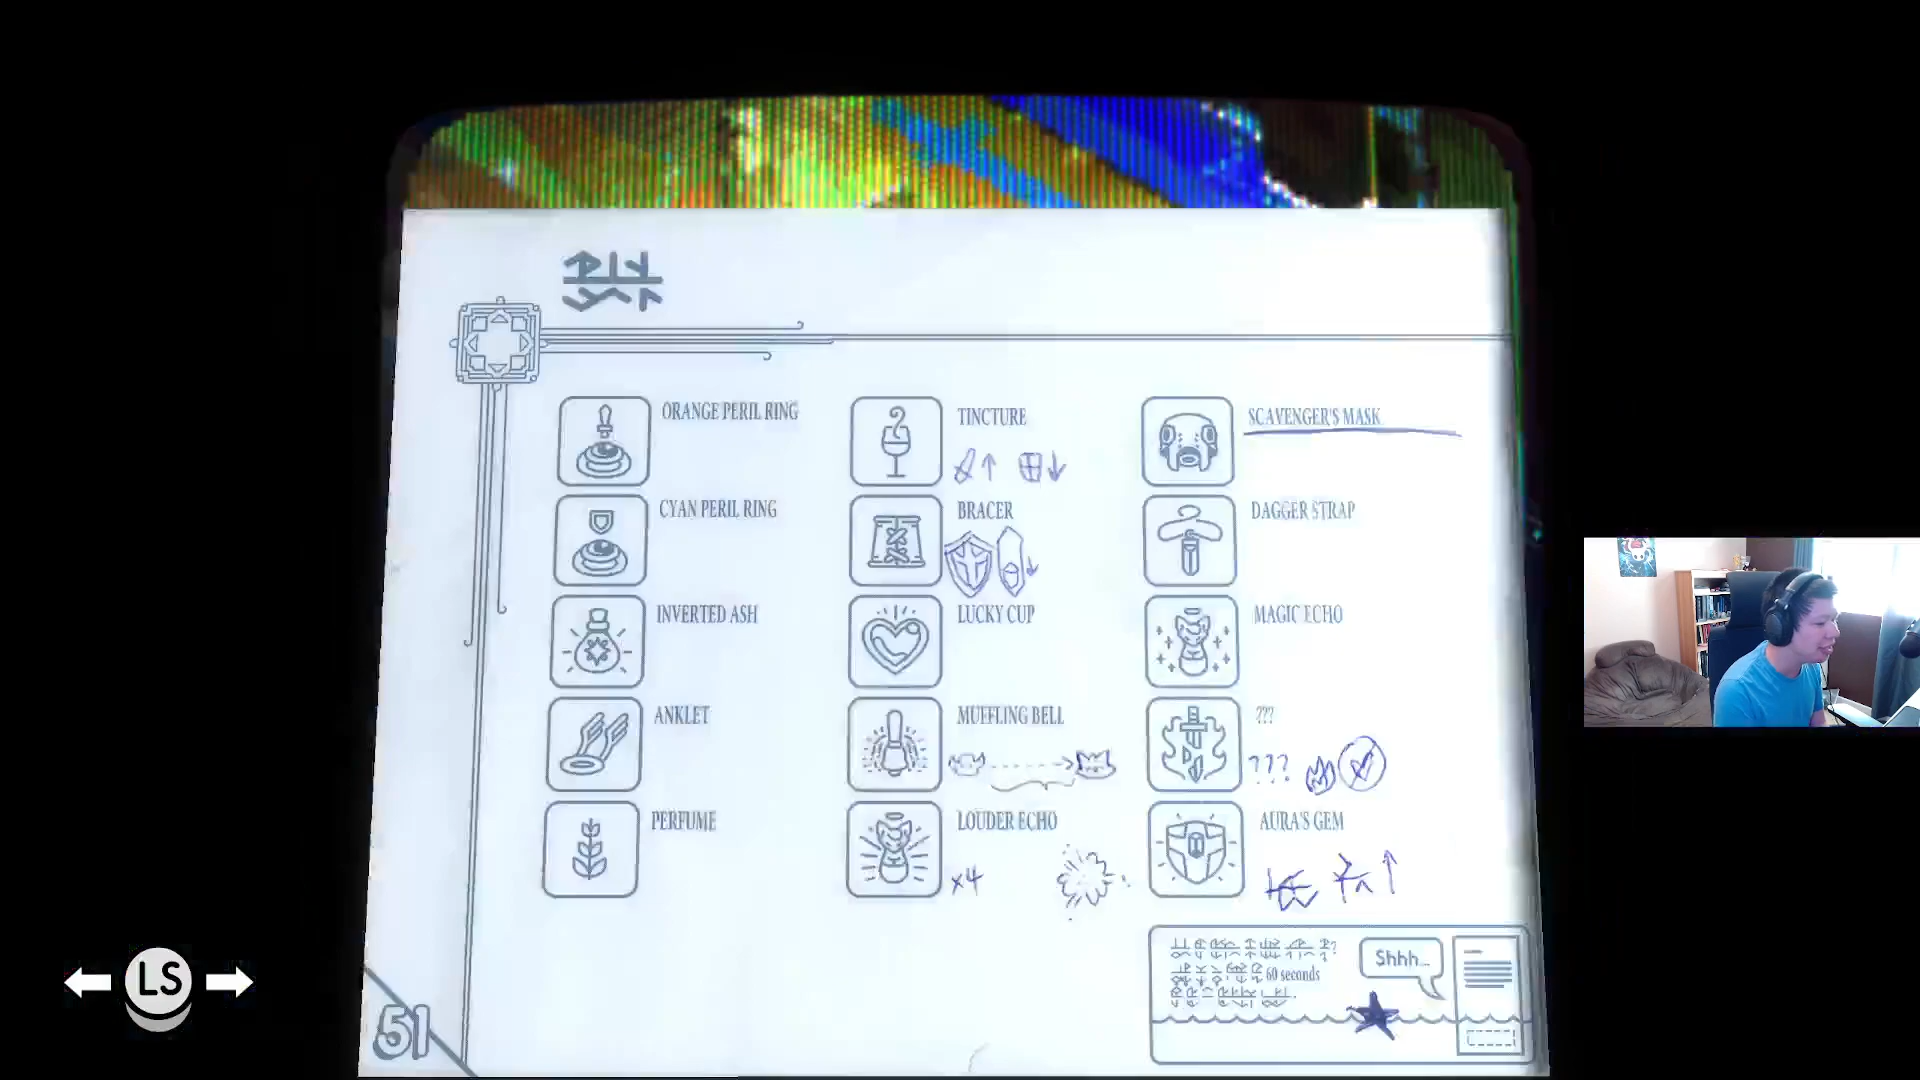 ORANGE PERIL RING
TINCTURE
SCAVENGER'S MASK
CYAN PERIL RING
BRACER
DAGGER STRAP
INVERTED ASH
LUCKY CUP
MAGIC ECHO
ANKLET
MUFFLING BELL
???
???
PERFUME
LOUDER ECHO
x4
AURA'S GEM
60 seconds
Shhh...
LS
51